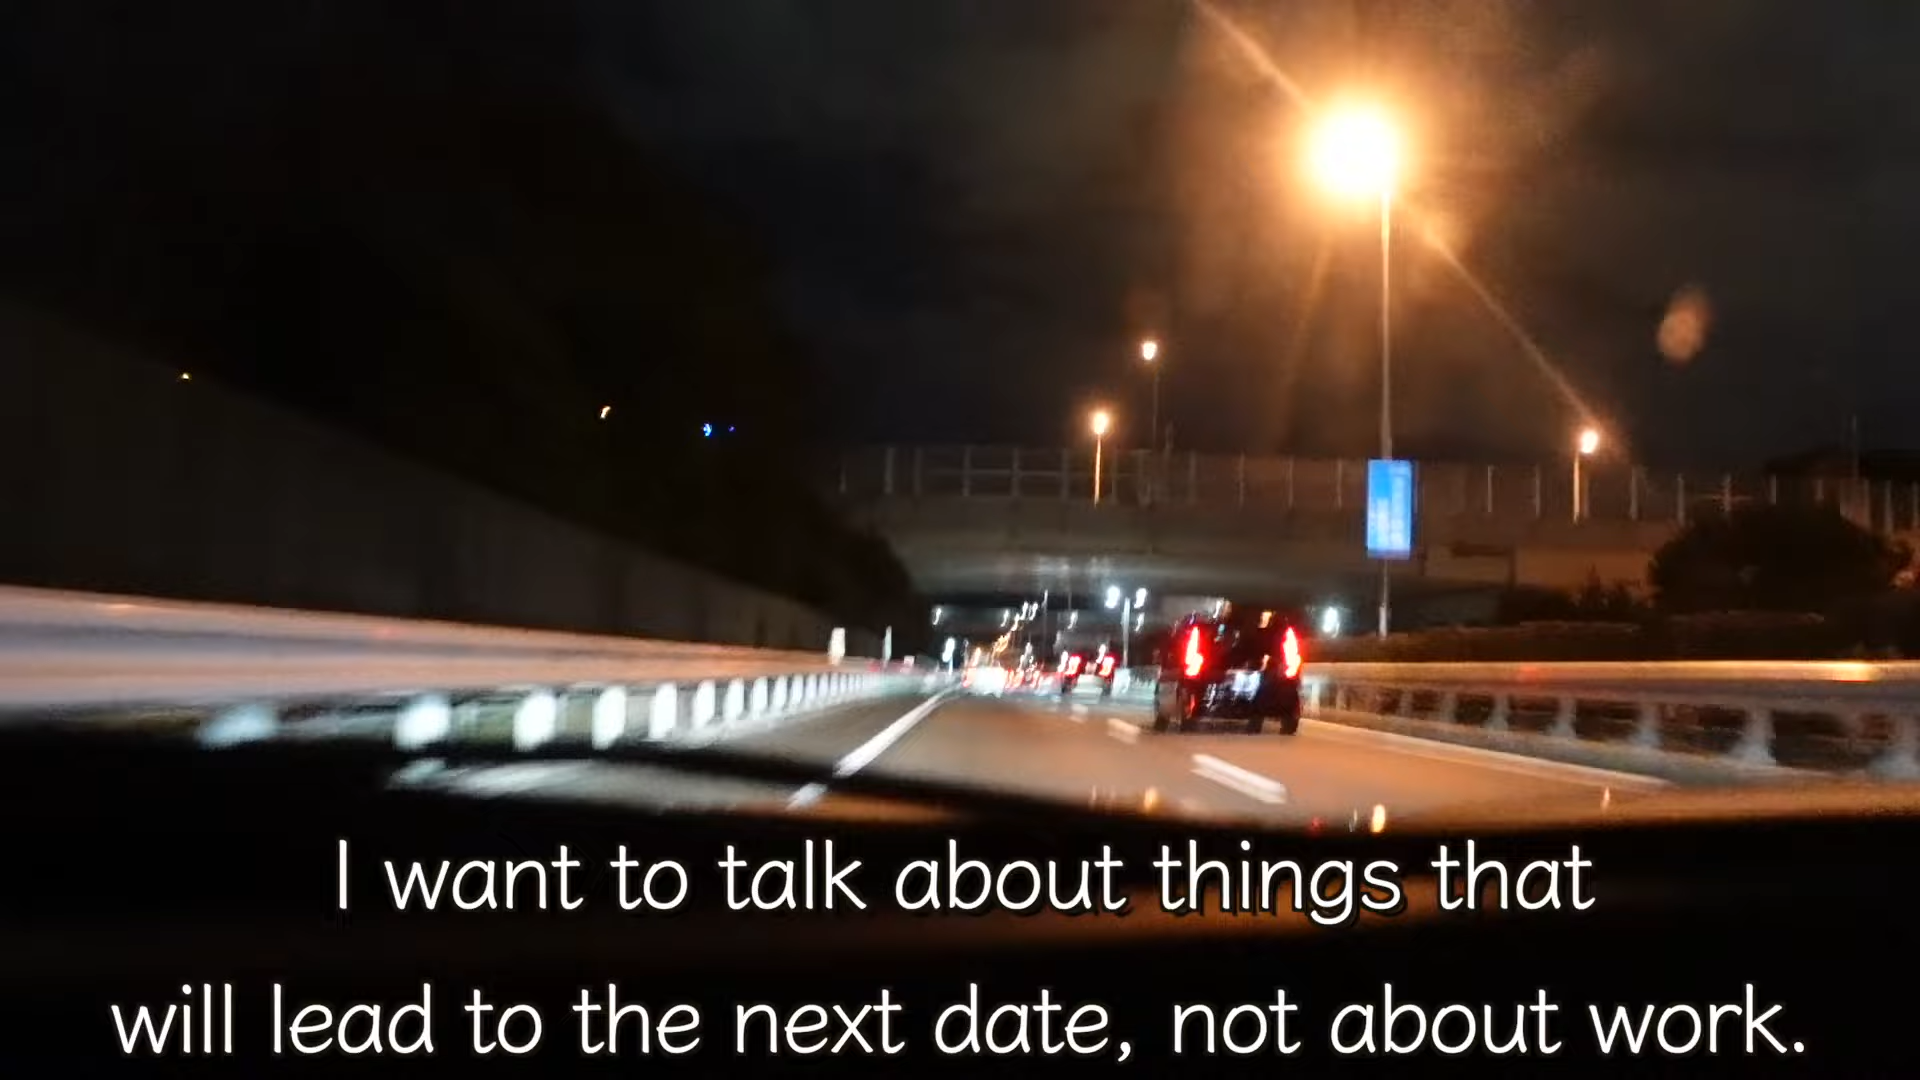 I want to talk about things that
will lead to the next date, not about work.